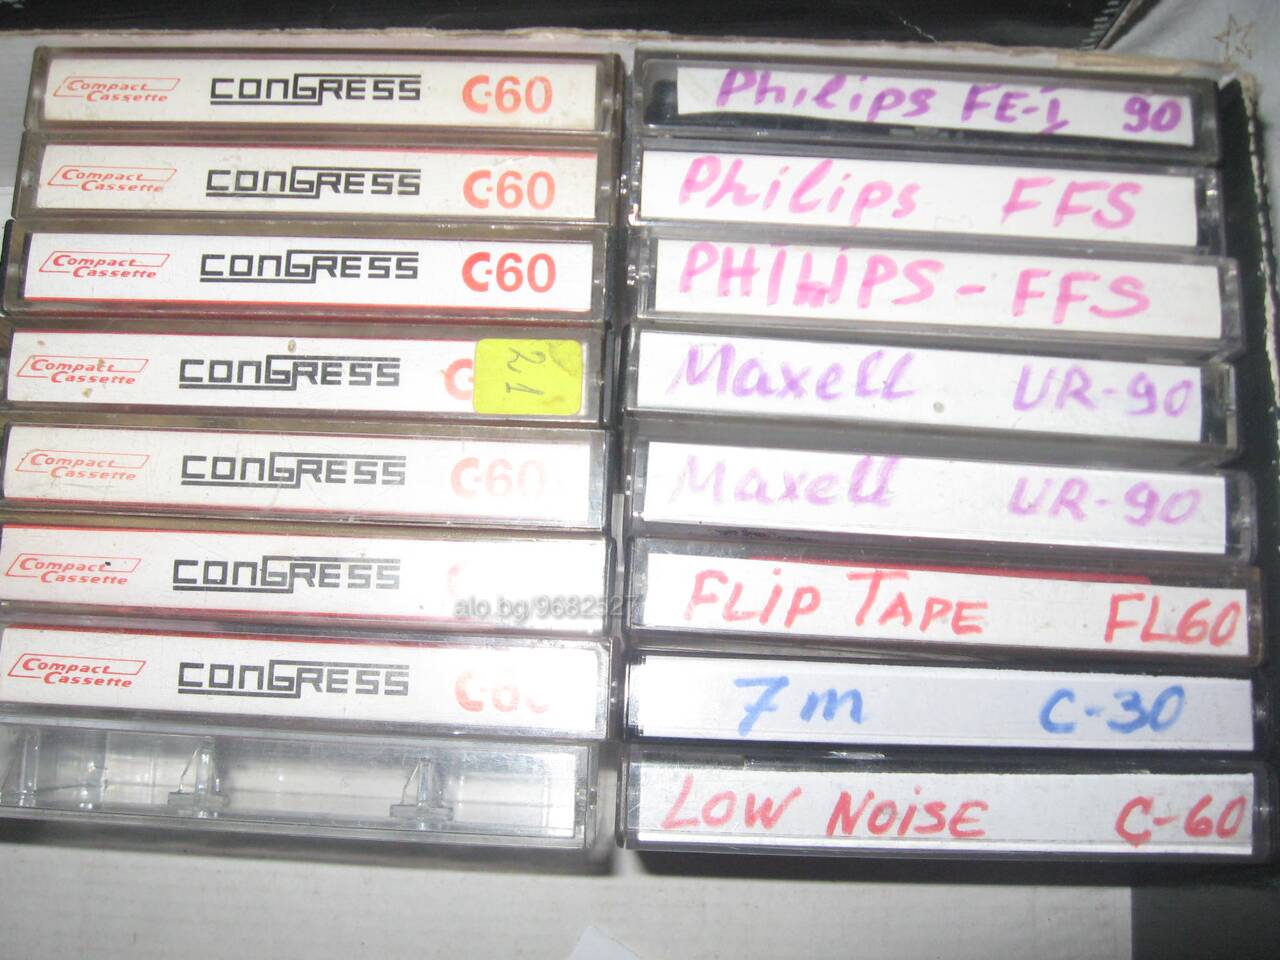 Compact Cassette CONGRESS C-60
Compact Cassette CONGRESS C-60
Compact Cassette CONGRESS C-60
Compact Cassette CONGRESS C- 21
Compact Cassette CONGRESS C-60
Compact Cassette CONGRESS
Compact Cassette CONGRESS C-60
alo.bg/9682527
Philips FE-I 90
Philips FFS
PHILIPS - FFS
Maxell UR-90
Maxell UR-90
FLIP TAPE FL60
7m C-30
LOW NOISE C-60